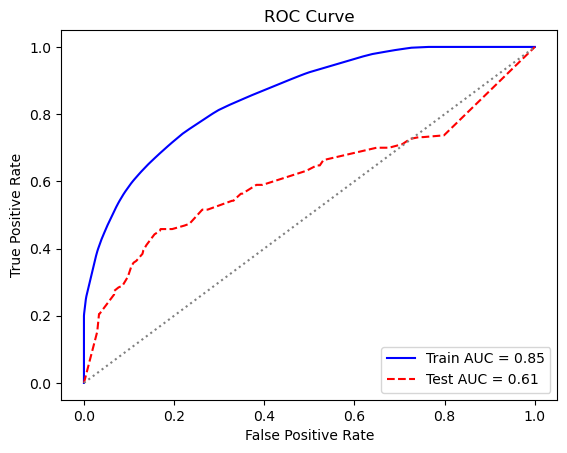 ROC Curve
True Positive Rate
1.0
0.8
0.6
0.4
0.2
0.0
Train AUC = 0.85
Test AUC = 0.61
0.0 0.2 0.4 0.6 0.8 1.0
False Positive Rate